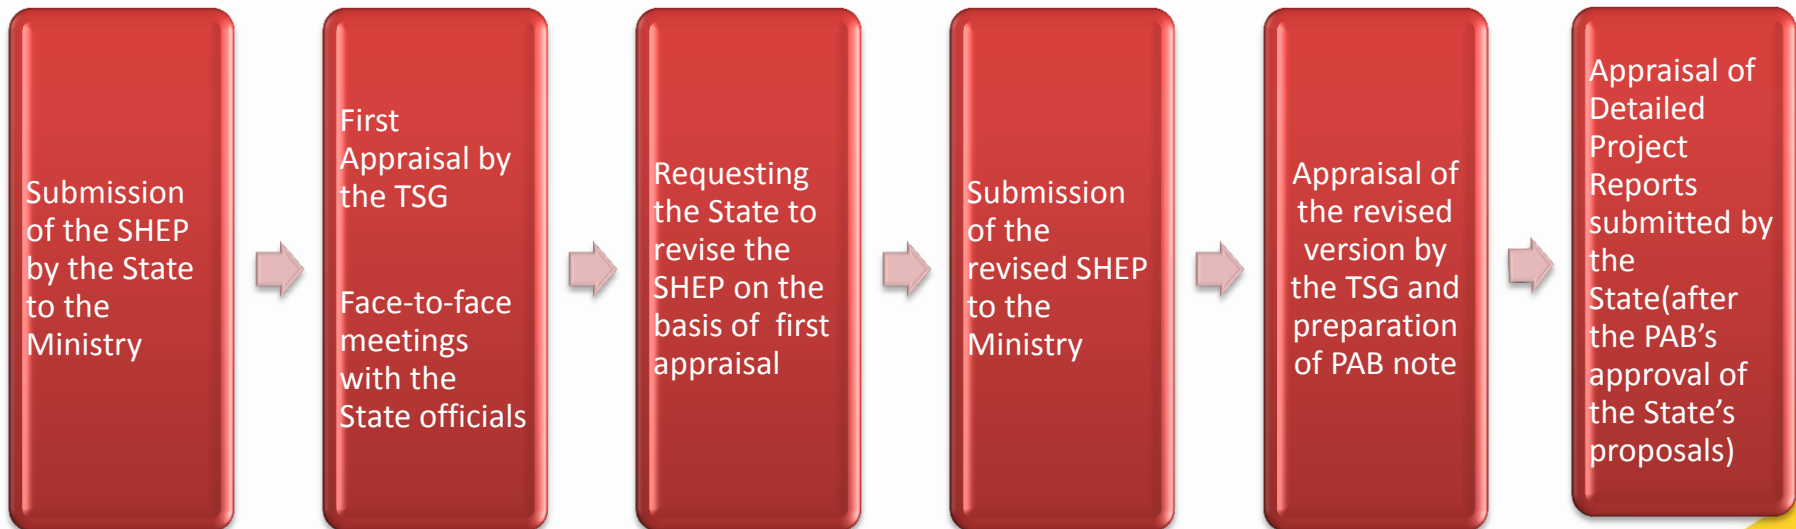 Submission
of the SHEP
by the State
to the
Ministry
First
Appraisal by
the TSG
Face-to-face
meetings
with the
State officials
Requesting
the State to
revise the
SHEP on the
basis of  first
appraisal
Submission
of the
revised SHEP
to the
Ministry
Appraisal of
the revised
version by
the TSG and
preparation
of PAB note
Appraisal of
Detailed
Project
Reports
submitted by
the
State(after
the PAB’s
approval of
the State’s
proposals)